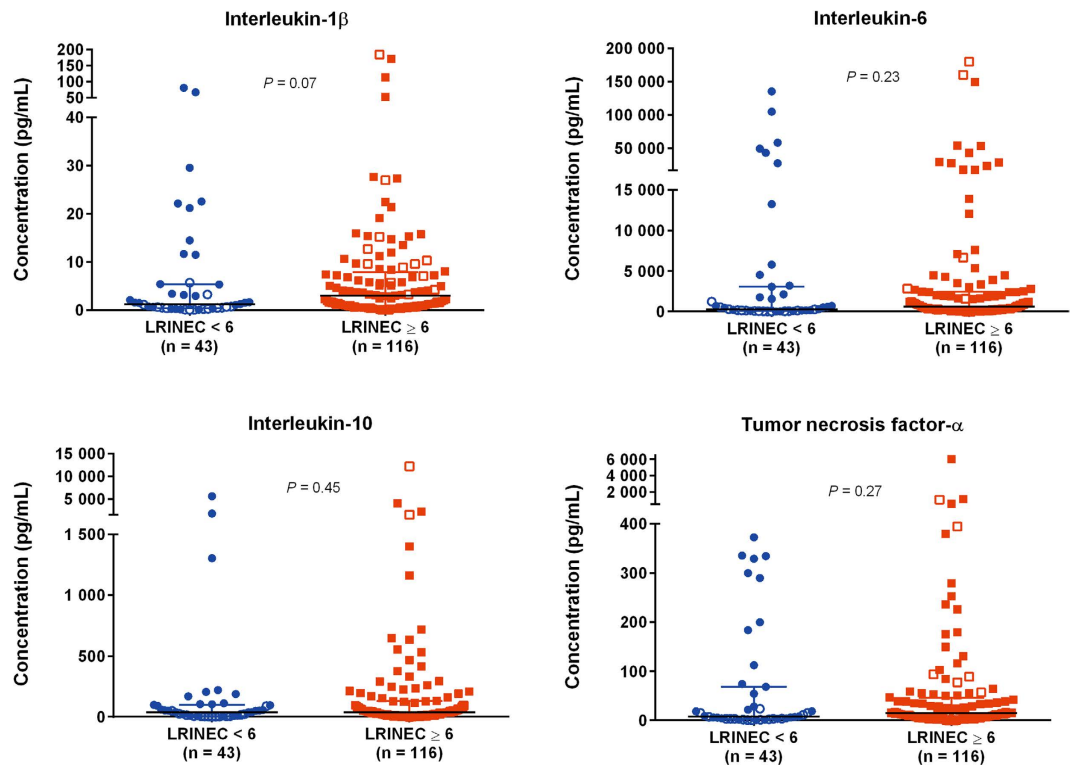 Interleukin-1β
Concentration (pg/mL)
200
150
100
50
40
30
20
10
0
P = 0.07
LRINEC < 6
(n = 43)
LRINEC ≥ 6
(n = 116)
Interleukin-6
Concentration (pg/mL)
200 000
150 000
100 000
50 000
15 000
10 000
5 000
0
P = 0.23
LRINEC < 6
(n = 43)
LRINEC ≥ 6
(n = 116)
Interleukin-10
Concentration (pg/mL)
15 000
10 000
5 000
1 500
1 000
500
0
P = 0.45
LRINEC < 6
(n = 43)
LRINEC ≥ 6
(n = 116)
Tumor necrosis factor-α
Concentration (pg/mL)
6 000
4 000
2 000
400
300
200
100
0
P = 0.27
LRINEC < 6
(n = 43)
LRINEC ≥ 6
(n = 116)